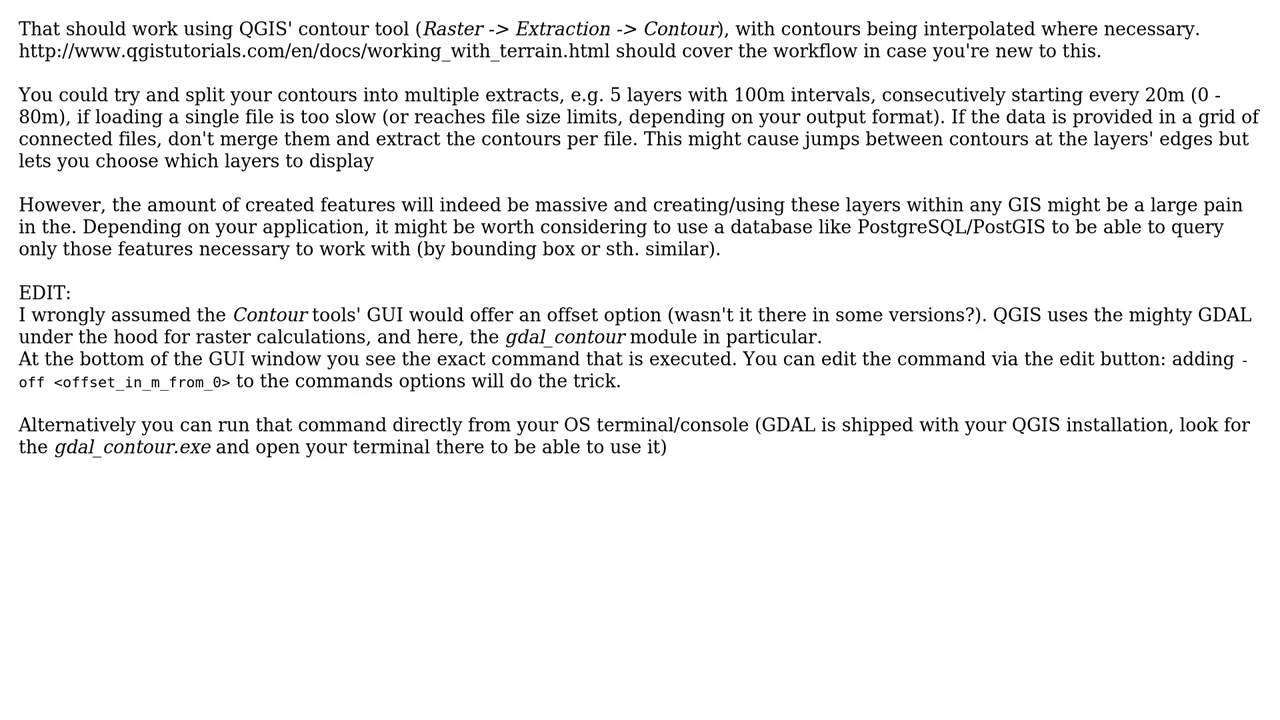 That should work using QGIS' contour tool (Raster -> Extraction -> Contour), with contours being interpolated where necessary.
http://www.qgistutorials.com/en/docs/working_with_terrain.html should cover the workflow in case you're new to this.
You could try and split your contours into multiple extracts, e.g. 5 layers with 100m intervals, consecutively starting every 20m (0 -
80m), if loading a single file is too slow (or reaches file size limits, depending on your output format). If the data is provided in a grid of
connected files, don't merge them and extract the contours per file. This might cause jumps between contours at the layers' edges but
lets you choose which layers to display
However, the amount of created features will indeed be massive and creating/using these layers within any GIS might be a large pain
in the. Depending on your application, it might be worth considering to use a database like PostgreSQL/PostGIS to be able to query
only those features necessary to work with (by bounding box or sth. similar).
EDIT:
I wrongly assumed the Contour tools' GUI would offer an offset option (wasn't it there in some versions?). QGIS uses the mighty GDAL
under the hood for raster calculations, and here, the gdal_contour module in particular.
At the bottom of the GUI window you see the exact command that is executed. You can edit the command via the edit button: adding -
off <offset_in_m_from_0> to the commands options will do the trick.
Alternatively you can run that command directly from your OS terminal/console (GDAL is shipped with your QGIS installation, look for
the gdal_contour.exe and open your terminal there to be able to use it)